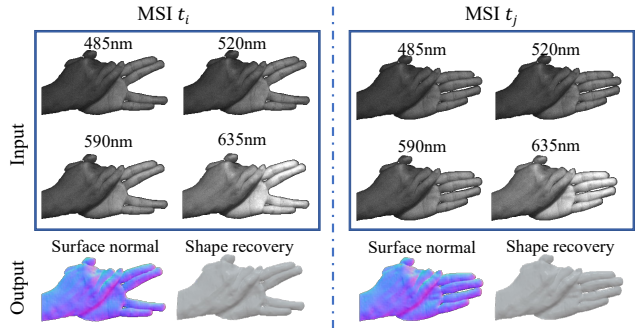 MSI t_i
MSI t_j
Input
485nm 520nm
590nm 635nm
485nm 520nm
590nm 635nm
Output
Surface normal Shape recovery
Surface normal Shape recovery